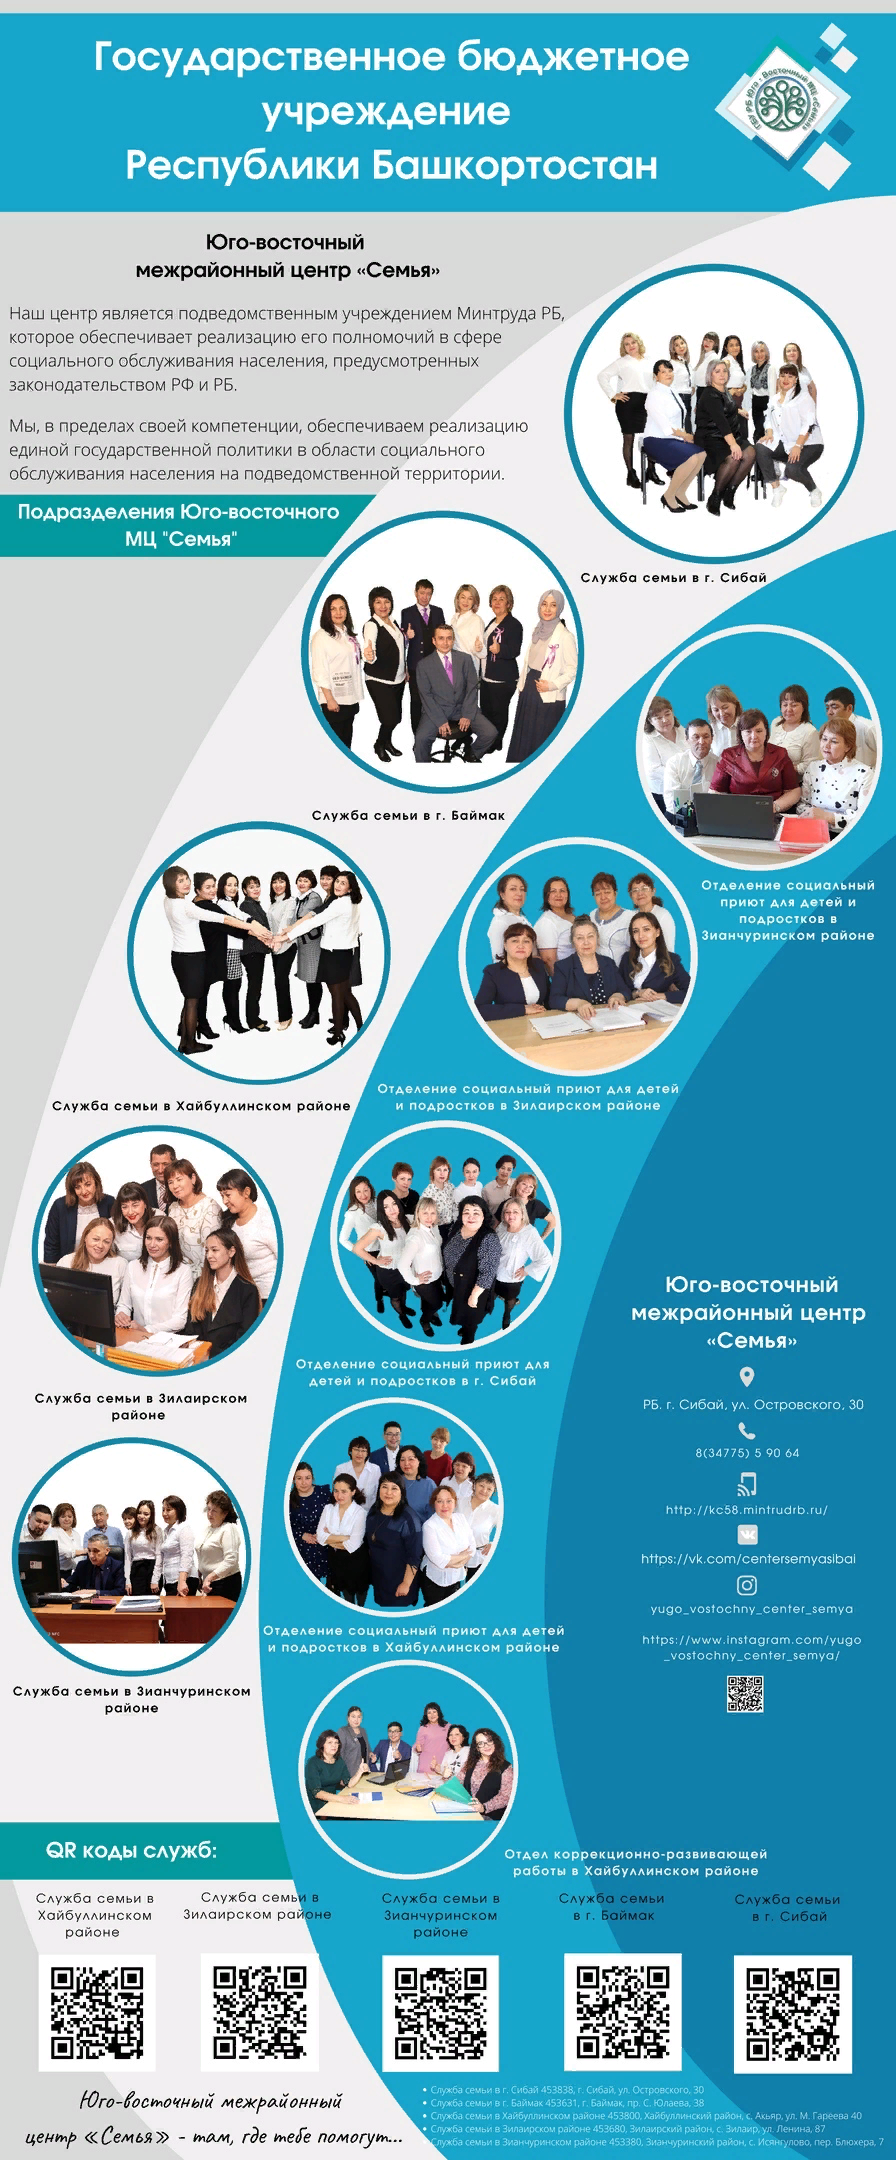 Государственное бюджетное
учреждение
Республики Башкортостан
ГБУ РБ Юго - Восточный МЦ «Семья»
Юго-восточный
межрайонный центр «Семья»
Наш центр является подведомственным учреждением Минтруда РБ,
которое обеспечивает реализацию его полномочий в сфере
социального обслуживания населения, предусмотренных
законодательством РФ и РБ.
Мы, в пределах своей компетенции, обеспечиваем реализацию
единой государственной политики в области социального
обслуживания населения на подведомственной территории.
Подразделения Юго-восточного
МЦ "Семья"
Служба семьи в г. Сибай
Служба семьи в г. Баймак
Отделение социальный
приют для детей и
подростков в
Зианчуринском районе
Отделение социальный приют для детей
и подростков в Зилаирском районе
Служба семьи в Хайбуллинском районе
Отделение социальный приют для
детей и подростков в г. Сибай
Служба семьи в Зилаирском
районе
Отделение социальный приют для детей
и подростков в Хайбуллинском районе
Служба семьи в Зианчуринском
районе
Юго-восточный
межрайонный центр
«Семья»
РБ. г. Сибай, ул. Островского, 30
8(34775) 5 90 64
http://kc58.mintrudrb.ru/
https://vk.com/centersemyasibai
yugo_vostochny_center_semya
https://www.instagram.com/yugo
_vostochny_center_semya/
Отдел коррекционно-развивающей
работы в Хайбуллинском районе
QR коды служб:
Служба семьи в
Хайбуллинском
районе
Служба семьи в
Зилаирском районе
Служба семьи в
Зианчуринском
районе
Служба семьи
в г. Баймак
Служба семьи
в г. Сибай
Юго-восточный межрайонный
центр «Семья» - там, где тебе помогут...
• Служба семьи в г. Сибай 453838, г. Сибай, ул. Островского, 30
• Служба семьи в г. Баймак 453631, г. Баймак, пр. С. Юлаева, 38
• Служба семьи в Хайбуллинском районе 453800, Хайбуллинский район, с. Акьяр, ул. М. Гареева 40
• Служба семьи в Зилаирском районе 453680, Зилаирский район, с. Зилаир, ул. Ленина, 87
Служба семьи в Зианчуринском районе 453380, Зианчуринский район, с. Исянгулово, пер. Блюхера, 7